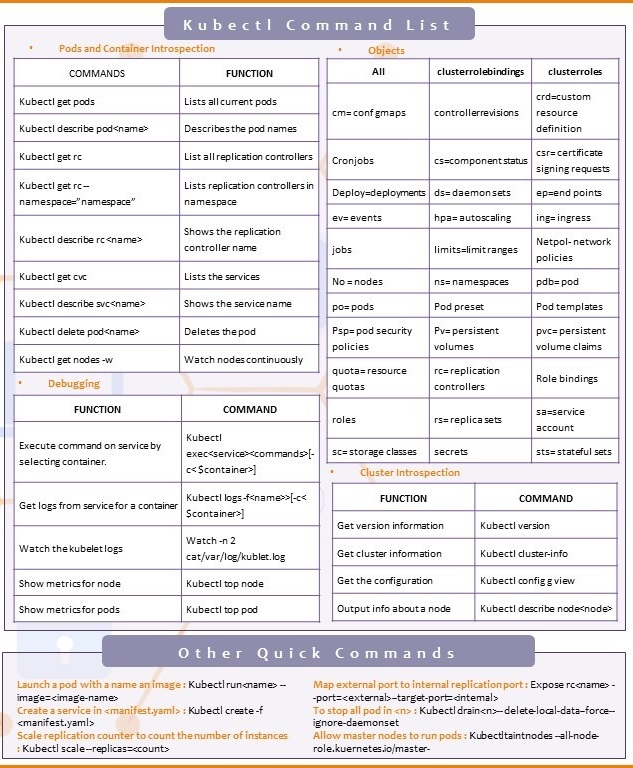 Kubectl Command List
• Pods and Container Introspection
COMMANDS FUNCTION
Kubectl get pods Lists all current pods
Kubectl describe pod<name> Describes the pod names
Kubectl get rc List all replication controllers
Kubectl get rc-- Lists replication controllers in
namespace="namespace" namespace
Kubectl describe rc<name> Shows the replication
controller name
Kubectl get cvc Lists the services
Kubectl describe svc<name> Shows the service name
Kubectl delete pod<name> Deletes the pod
Kubectl get nodes -w Watch nodes continuously
• Debugging
FUNCTION COMMAND
Execute command on service by
selecting container.
Kubectl
exec<service><commands>[-
c< $container>]
Get logs from service for a container
Kubectl logs -f<name>>[-c<
$container>]
Watch the kubelet logs
Watch -n 2
cat/var/log/kublet.log
Show metrics for node Kubectl top node
Show metrics for pods Kubectl top pod
• Objects
All clusterrolebindings clusterroles
cm= conf gmaps controllerrevisions
crd=custom
resource
definition
Cronjobs cs=component status
csr= certificate
signing requests
Deploy=deployments ds= daemon sets ep=end points
ev= events hpa= autoscaling ing= ingress
jobs limits=limit ranges
Netpol- network
policies
No = nodes ns= namespaces pdb= pod
po= pods Pod preset Pod templates
Psp= pod security Pv= persistent pvc= persistent
policies volumes volume claims
quota= resource rc= replication
quotas controllers
Role bindings
roles rs= replica sets
sa=service
account
sc= storage classes secrets sts= stateful sets
• Cluster Introspection
FUNCTION COMMAND
Get version information Kubectl version
Get cluster information Kubectl cluster-info
Get the configuration Kubectl config g view
Output info about a node Kubectl describe node<node>
Other Quick Commands
Launch a pod with a name an image : Kubectl run<name> --
image=<image-name>
Create a service in <manifest.yaml> : Kubectl create -f
<manifest.yaml>
Scale replication counter to count the number of instances
: Kubectl scale --replicas=<count>
Map external port to internal replication port : Expose rc<name> -
-port=<external>--target-port=<internal>
To stop all pod in <n> : Kubectl drain<n>-- delete-local-data--force--
ignore-daemonset
Allow master nodes to run pods : Kubectltaintnodes --all-node-
role.kuernetes.io/master-